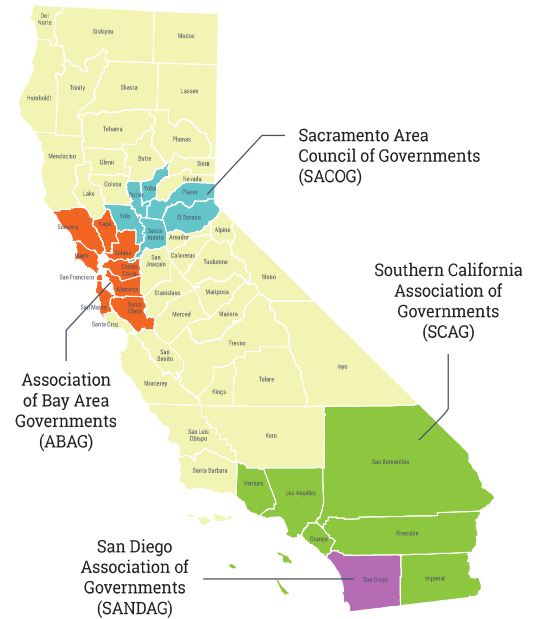 Del
Norte
Siskiyou
Modoc
Trinity
Shasta
Lassen
Humboldt
Tehama
Plumas
Mendocino
Glenn
Butte
Sierra
Nevada
Colusa
Yuba
Placer
Lake
Yolo
El Dorado
Sacra
mento
Amador
Alpine
Sonoma
Napa
Solano
Marin
San
Joaquin
Calaveras
Tuolumne
Contra
Costa
San Francisco
Alameda
Mono
Stanislaus
Mariposa
San Mateo
Santa
Clara
Merced
Madera
Santa Cruz
Fresno
San
Benito
Inyo
Monterey
Kings
Tulare
San Luis
Obispo
Kern
Santa Barbara
San Bernardino
Ventura
Los Angeles
Orange
Riverside
San Diego
Imperial
Sacramento Area
Council of Governments
(SACOG)
Southern California
Association of
Governments
(SCAG)
Association
of Bay Area
Governments
(ABAG)
San Diego
Association of
Governments
(SANDAG)